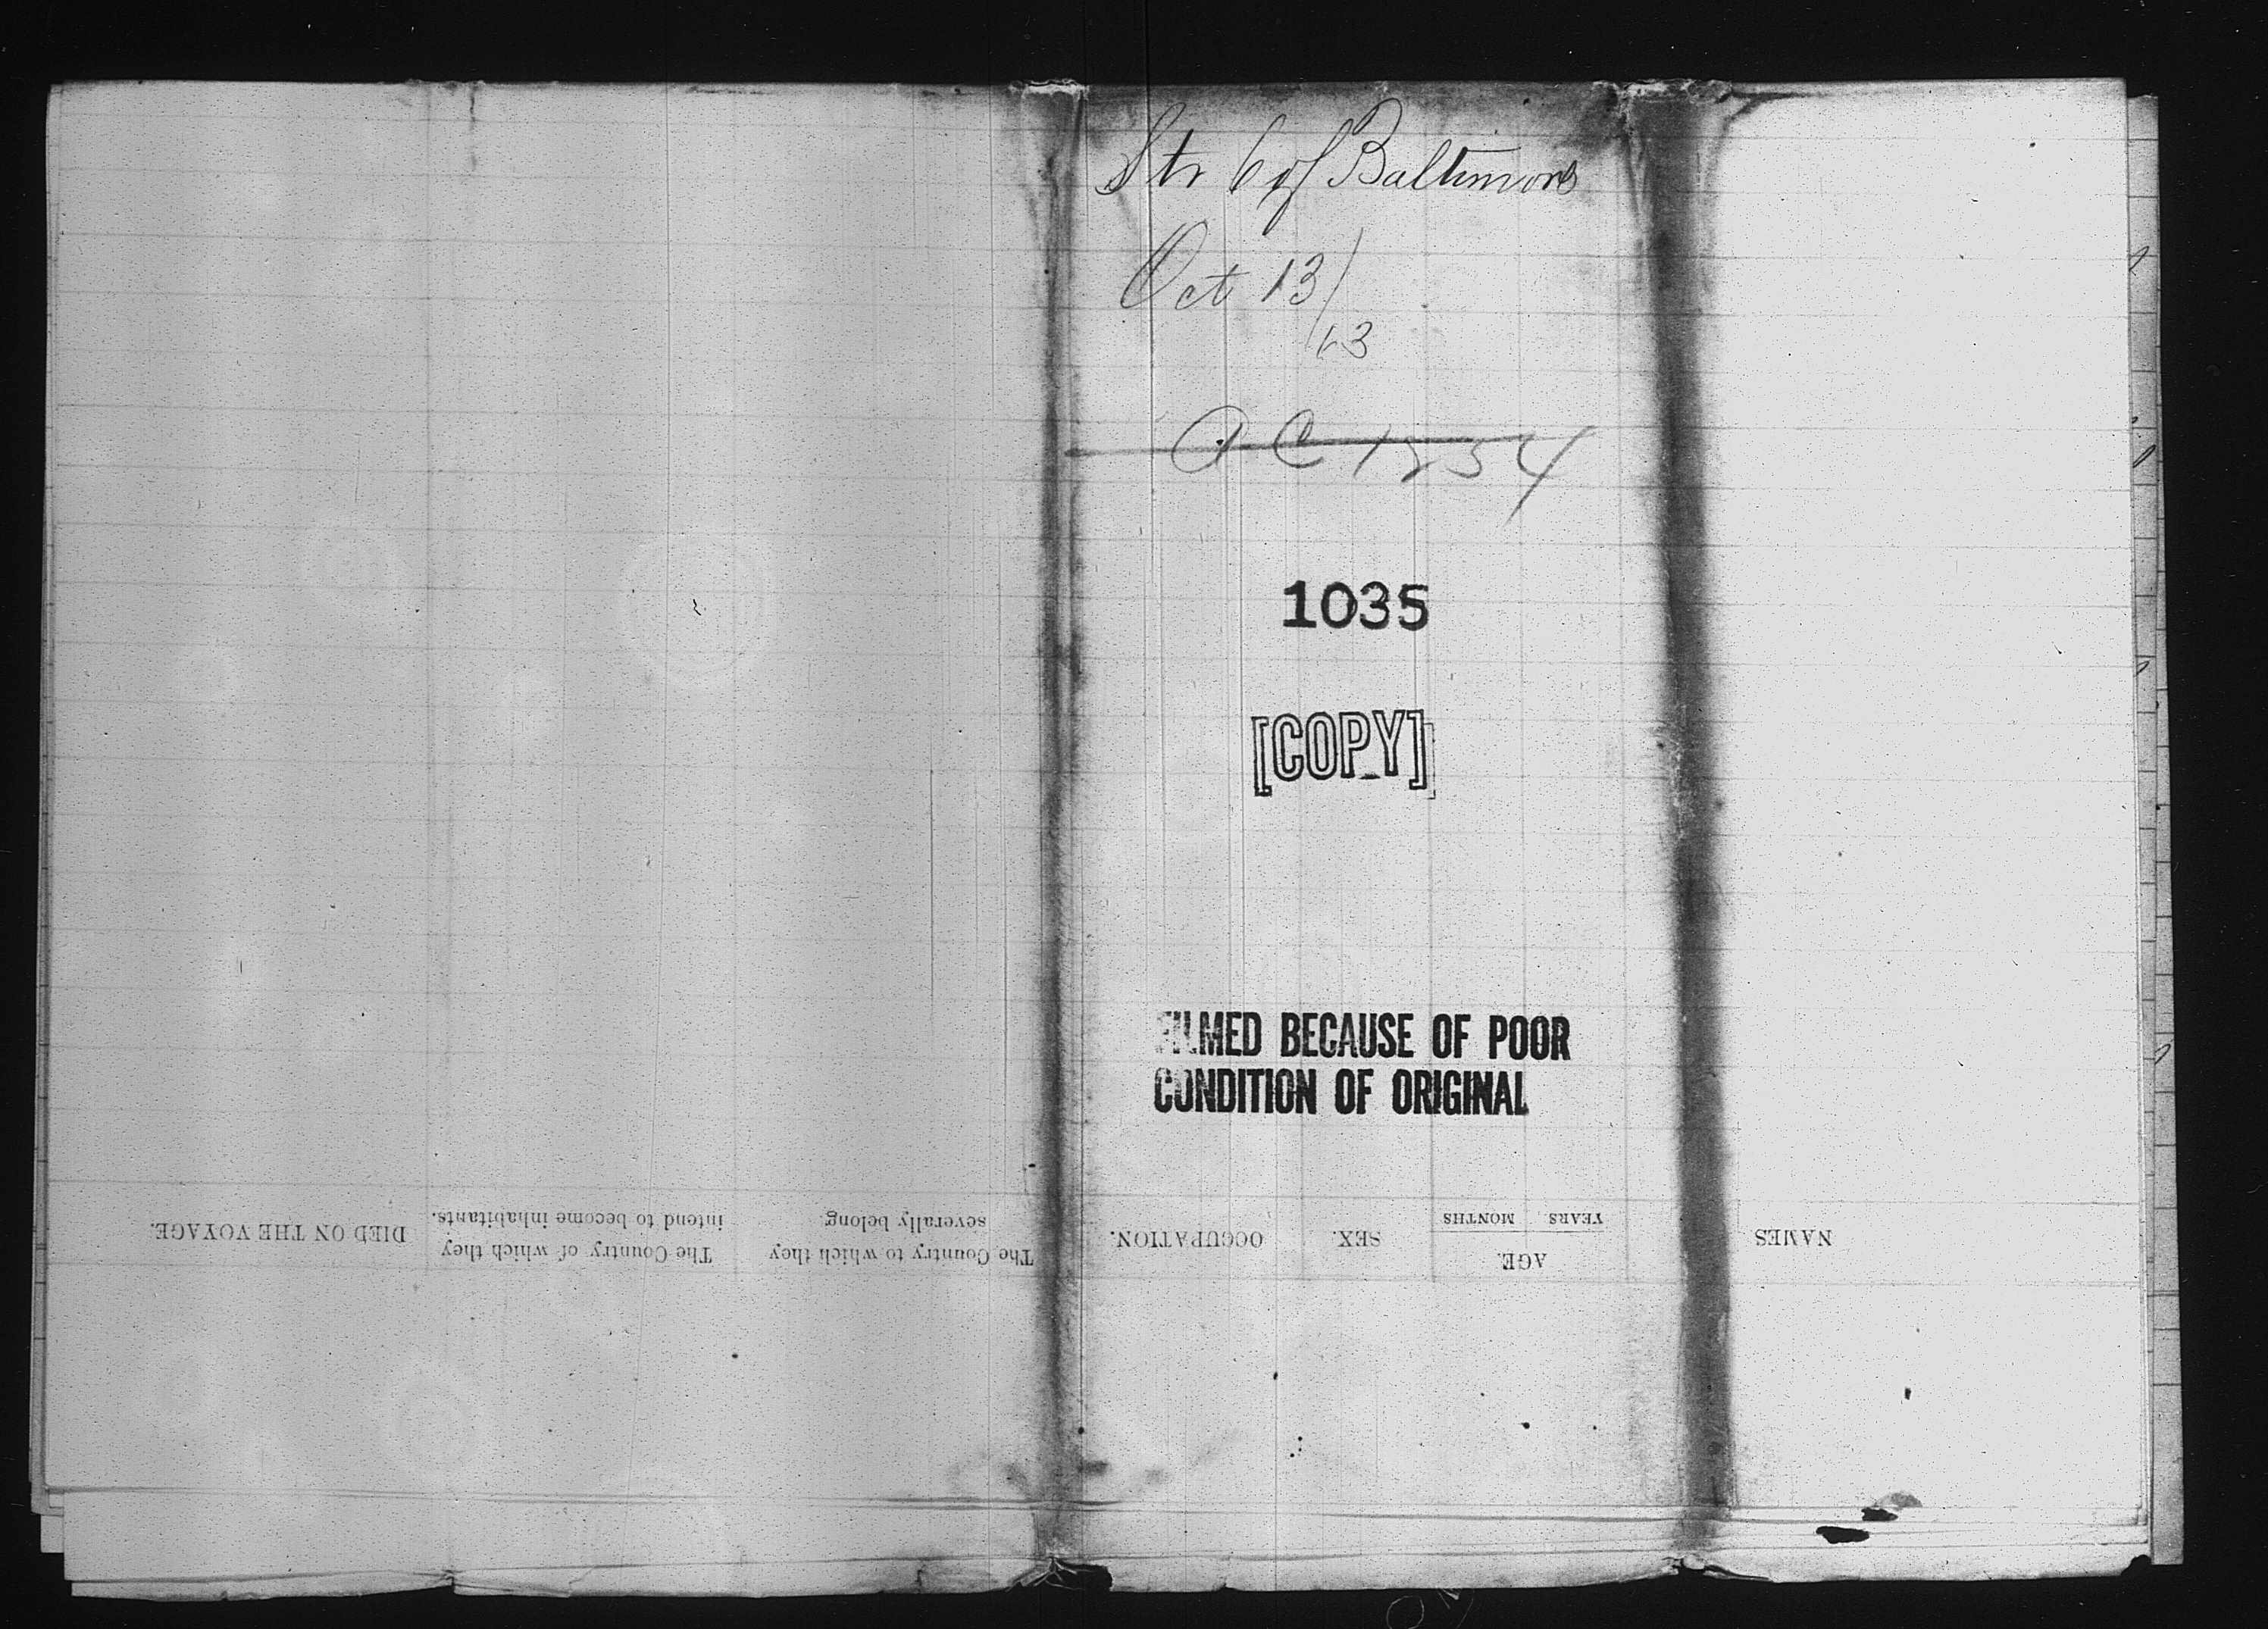 Str C of Baltimore
Oct 13/
63
A C 1254
1035
[COPY]
FILMED BECAUSE OF POOR
CONDITION OF ORIGINAL
NAMES
AGE.
YEARS. MONTHS
SEX.
OCCUPATION.
The Country to which they
severally belong.
The Country of which they
intend to become inhabitants.
DIED ON THE VOYAGE.